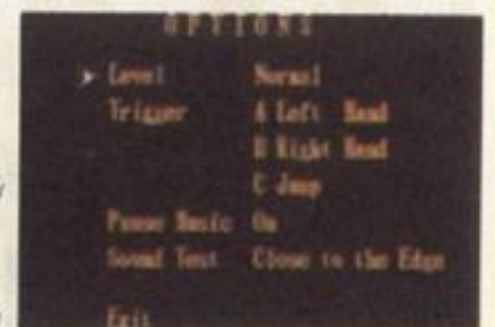 OPTIONS
Level Normal
Trigger A Left Hand
B Right Hand
C Jump
Pause Music On
Sound Test Close to the Edge
Exit